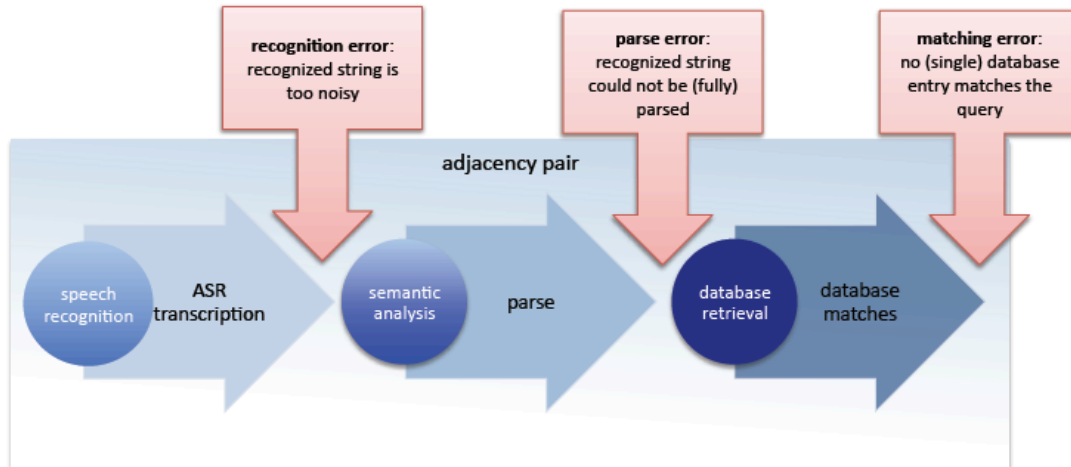 recognition error:
recognized string is
too noisy
parse error:
recognized string
could not be (fully)
parsed
matching error:
no (single) database
entry matches the
query
adjacency pair
speech
recognition
ASR
transcription
semantic
analysis
parse
database
retrieval
database
matches